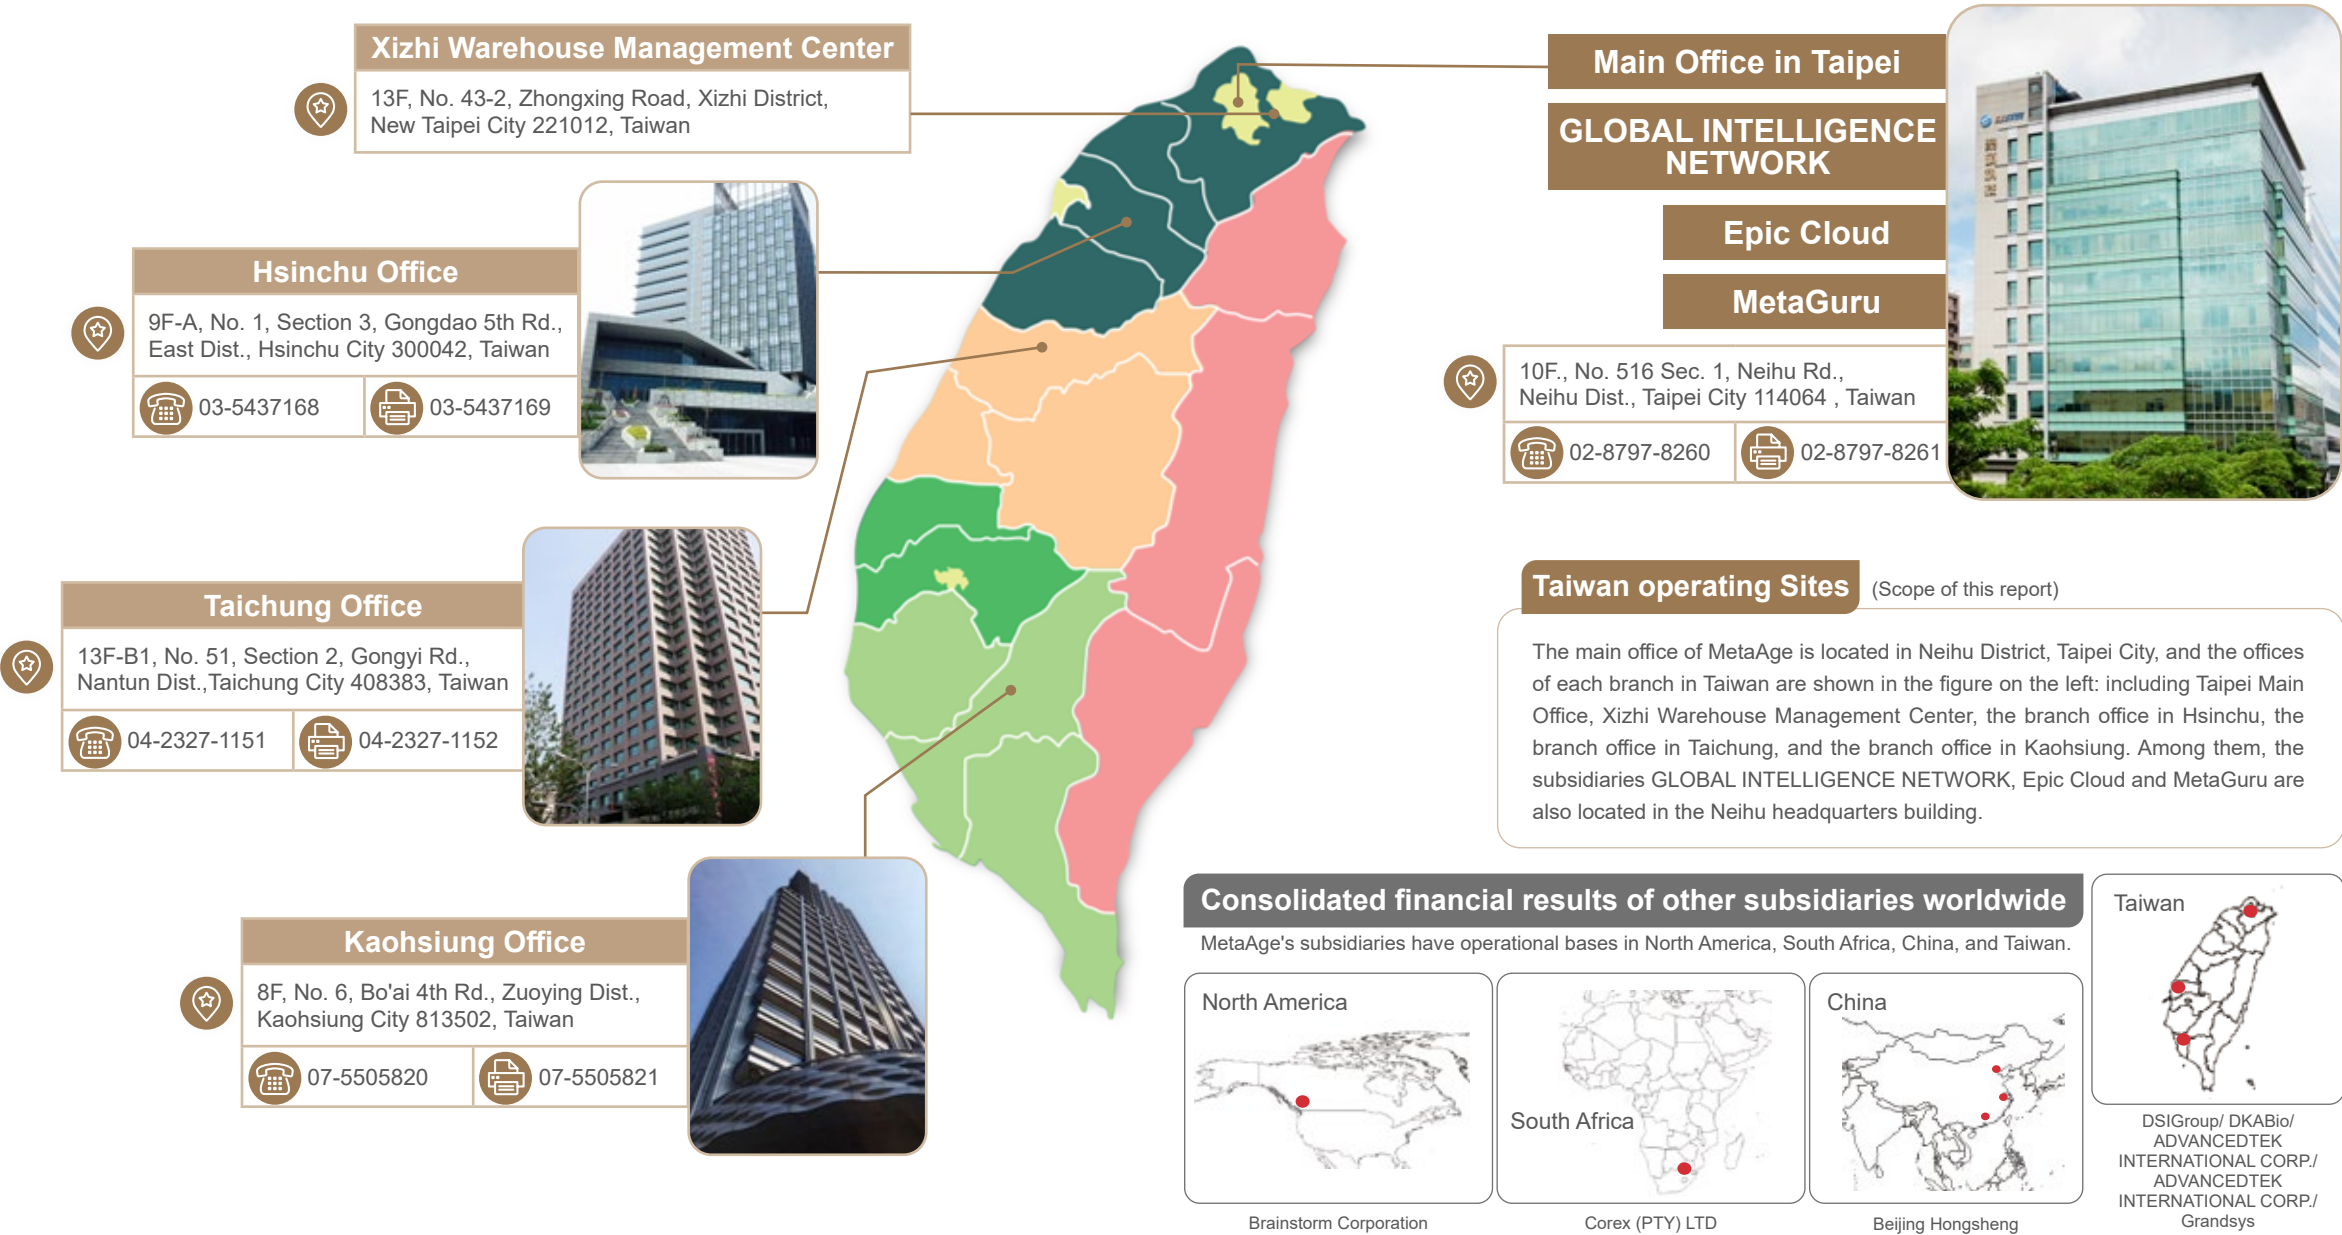 Xizhi Warehouse Management Center
13F, No. 43-2, Zhongxing Road, Xizhi District,
New Taipei City 221012, Taiwan
Hsinchu Office
9F-A, No. 1, Section 3, Gongdao 5th Rd.,
East Dist., Hsinchu City 300042, Taiwan
03-5437168
03-5437169
Taichung Office
13F-B1, No. 51, Section 2, Gongyi Rd.,
Nantun Dist.,Taichung City 408383, Taiwan
04-2327-1151
04-2327-1152
Kaohsiung Office
8F, No. 6, Bo'ai 4th Rd., Zuoying Dist.,
Kaohsiung City 813502, Taiwan
07-5505820
07-5505821
Main Office in Taipei
GLOBAL INTELLIGENCE
NETWORK
Epic Cloud
MetaGuru
10F., No. 516 Sec. 1, Neihu Rd.,
Neihu Dist., Taipei City 114064 , Taiwan
02-8797-8260
02-8797-8261
Taiwan operating Sites
(Scope of this report)
The main office of MetaAge is located in Neihu District, Taipei City, and the offices
of each branch in Taiwan are shown in the figure on the left: including Taipei Main
Office, Xizhi Warehouse Management Center, the branch office in Hsinchu, the
branch office in Taichung, and the branch office in Kaohsiung. Among them, the
subsidiaries GLOBAL INTELLIGENCE NETWORK, Epic Cloud and MetaGuru are
also located in the Neihu headquarters building.
Consolidated financial results of other subsidiaries worldwide
MetaAge's subsidiaries have operational bases in North America, South Africa, China, and Taiwan.
North America
Brainstorm Corporation
South Africa
Corex (PTY) LTD
China
Beijing Hongsheng
Taiwan
DSIGroup/ DKABio/
ADVANCEDTEK
INTERNATIONAL CORP./
ADVANCEDTEK
INTERNATIONAL CORP./
Grandsys